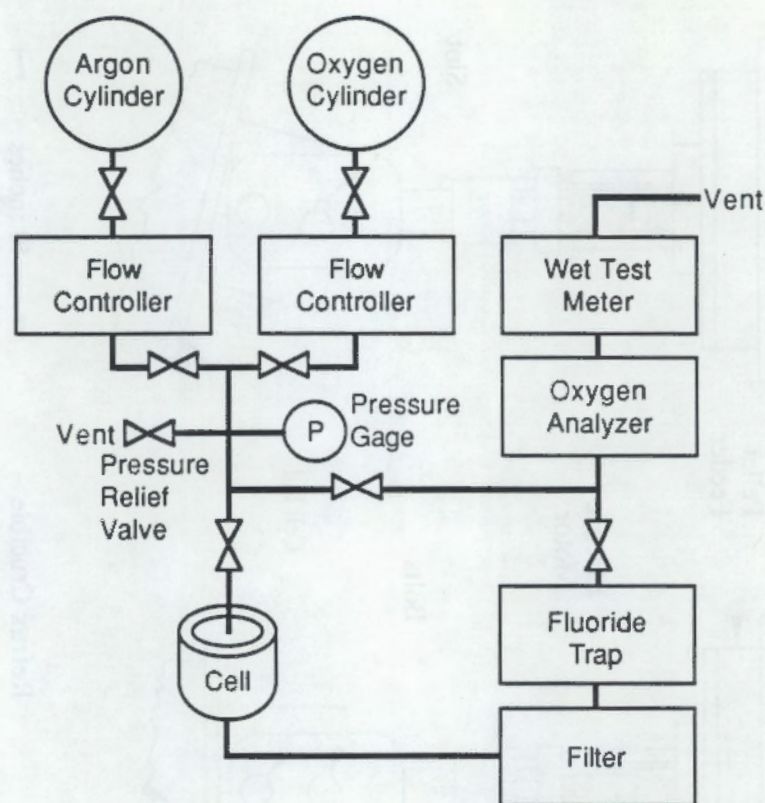 Argon
Cylinder
Oxygen
Cylinder
Vent
Flow
Controller
Flow
Controller
Wet Test
Meter
Oxygen
Analyzer
Pressure
Gage
P
Vent
Pressure
Relief
Valve
Fluoride
Trap
Cell
Filter